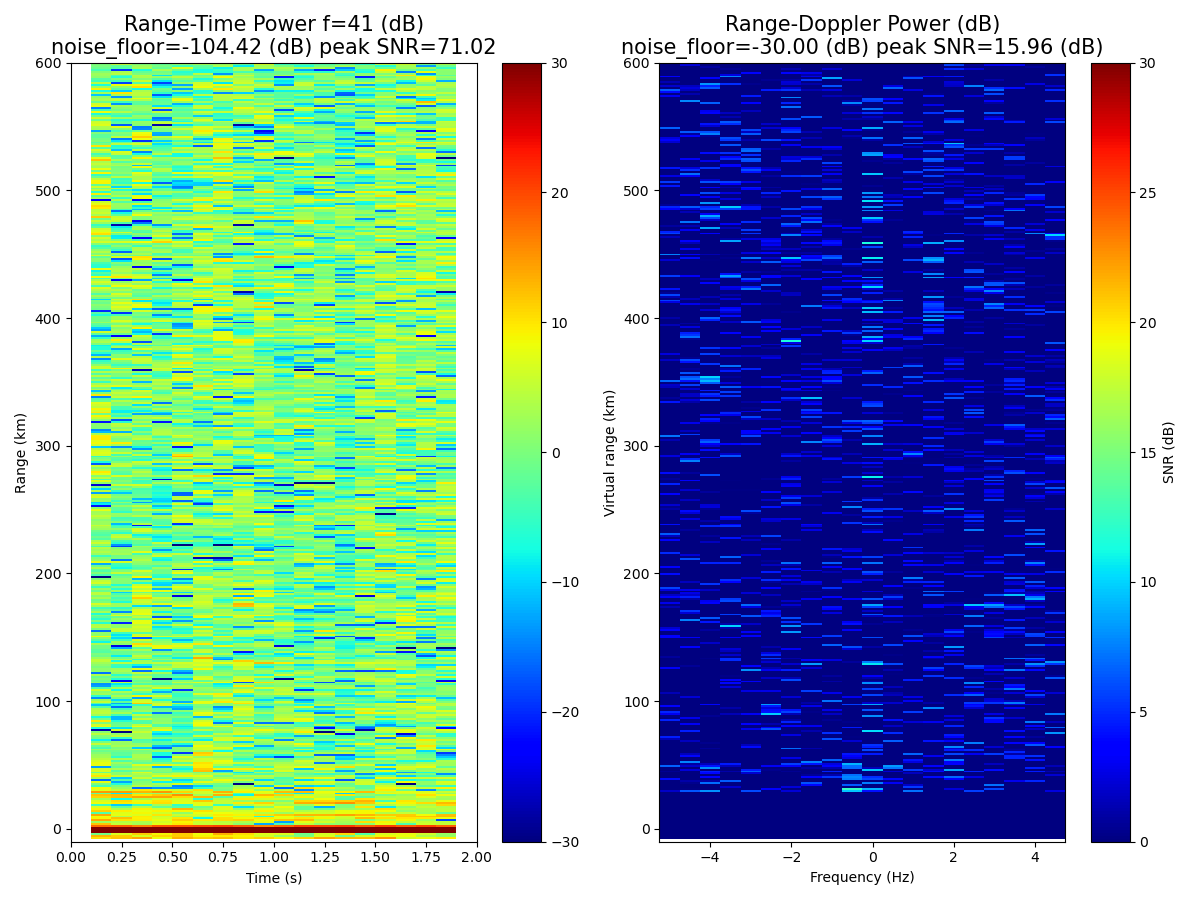 Range-Time Power f=41 (dB)
noise_floor=-104.42 (dB) peak SNR=71.02
600
500
400
300
200
100
0
Range (km)
0.00 0.25 0.50 0.75 1.00 1.25 1.50 1.75 2.00
Time (s)
30
20
10
0
−10
−20
−30
Range-Doppler Power (dB)
noise_floor=-30.00 (dB) peak SNR=15.96 (dB)
600
500
400
300
200
100
0
Virtual range (km)
−4 −2 0 2 4
Frequency (Hz)
30
25
20
15
10
5
0
SNR (dB)